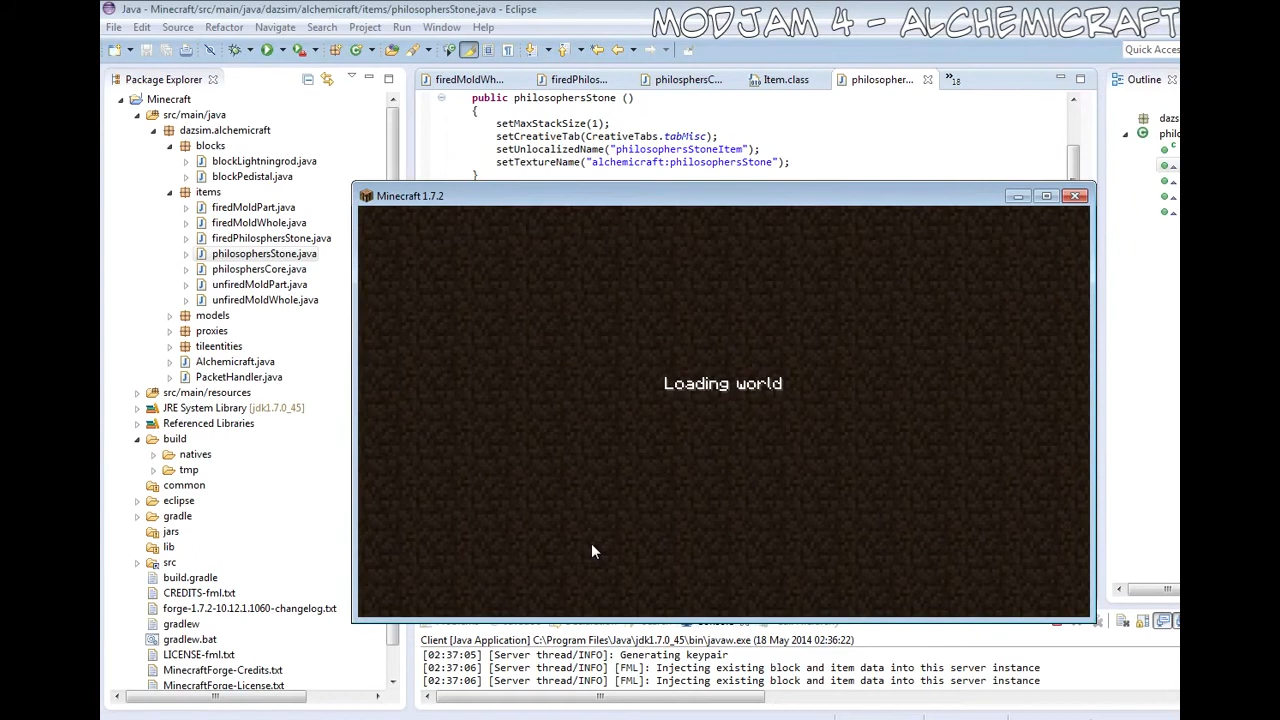 Java - Minecraft/src/main/java/dazsim/alchemicraft/items/philosophersStone.java - Eclipse
MODJAM 4 - ALCHEMICRAFT
File Edit Source Refactor Navigate Search Project Run Window Help
Quick Acces
Package Explorer
firedMoldWh...
firedPhilos...
philosphersC...
Item.class
philosopher...
»18
Outline
Minecraft
src/main/java
dazsim.alchemicraft
blocks
blockLightningrod.java
blockPedistal.java
items
firedMoldPart.java
firedMoldWhole.java
firedPhilosphersStone.java
philosophersStone.java
philosphersCore.java
unfiredMoldPart.java
unfiredMoldWhole.java
models
proxies
tileentities
Alchemicraft.java
PacketHandler.java
src/main/resources
JRE System Library [jdk1.7.0_45]
Referenced Libraries
build
natives
tmp
common
eclipse
gradle
jars
lib
src
build.gradle
CREDITS-fml.txt
forge-1.7.2-10.12.1.1060-changelog.txt
gradlew
gradlew.bat
LICENSE-fml.txt
MinecraftForge-Credits.txt
MinecraftForge-License.txt
public philosophersStone ()
{
setMaxStackSize(1);
setCreativeTab(CreativeTabs.tabMisc);
setUnlocalizedName("philosophersStoneItem");
setTextureName("alchemicraft:philosophersStone");
}
dazs
philo
Minecraft 1.7.2
Loading world
Client [Java Application] C:\Program Files\Java\jdk1.7.0_45\bin\javaw.exe (18 May 2014 02:36:22)
[02:37:05] [Server thread/INFO]: Generating keypair
[02:37:06] [Server thread/INFO] [FML]: Injecting existing block and item data into this server instance
[02:37:06] [Server thread/INFO] [FML]: Injecting existing block and item data into this server instance